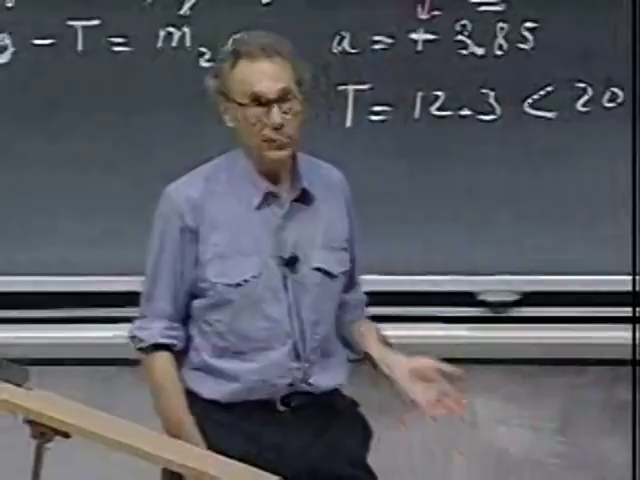 g - T = m₂ a = + 3.85
T = 12.3 < 20